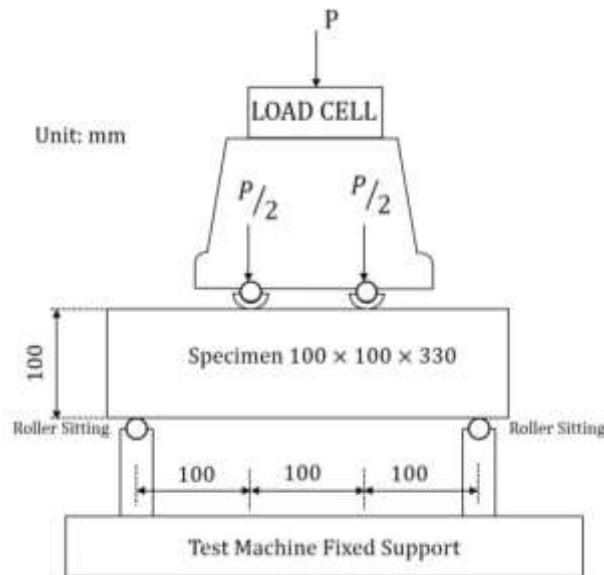 P
LOAD CELL
Unit: mm
P/2
P/2
100
Specimen 100 × 100 × 330
Roller Sitting
Roller Sitting
100
100
100
Test Machine Fixed Support